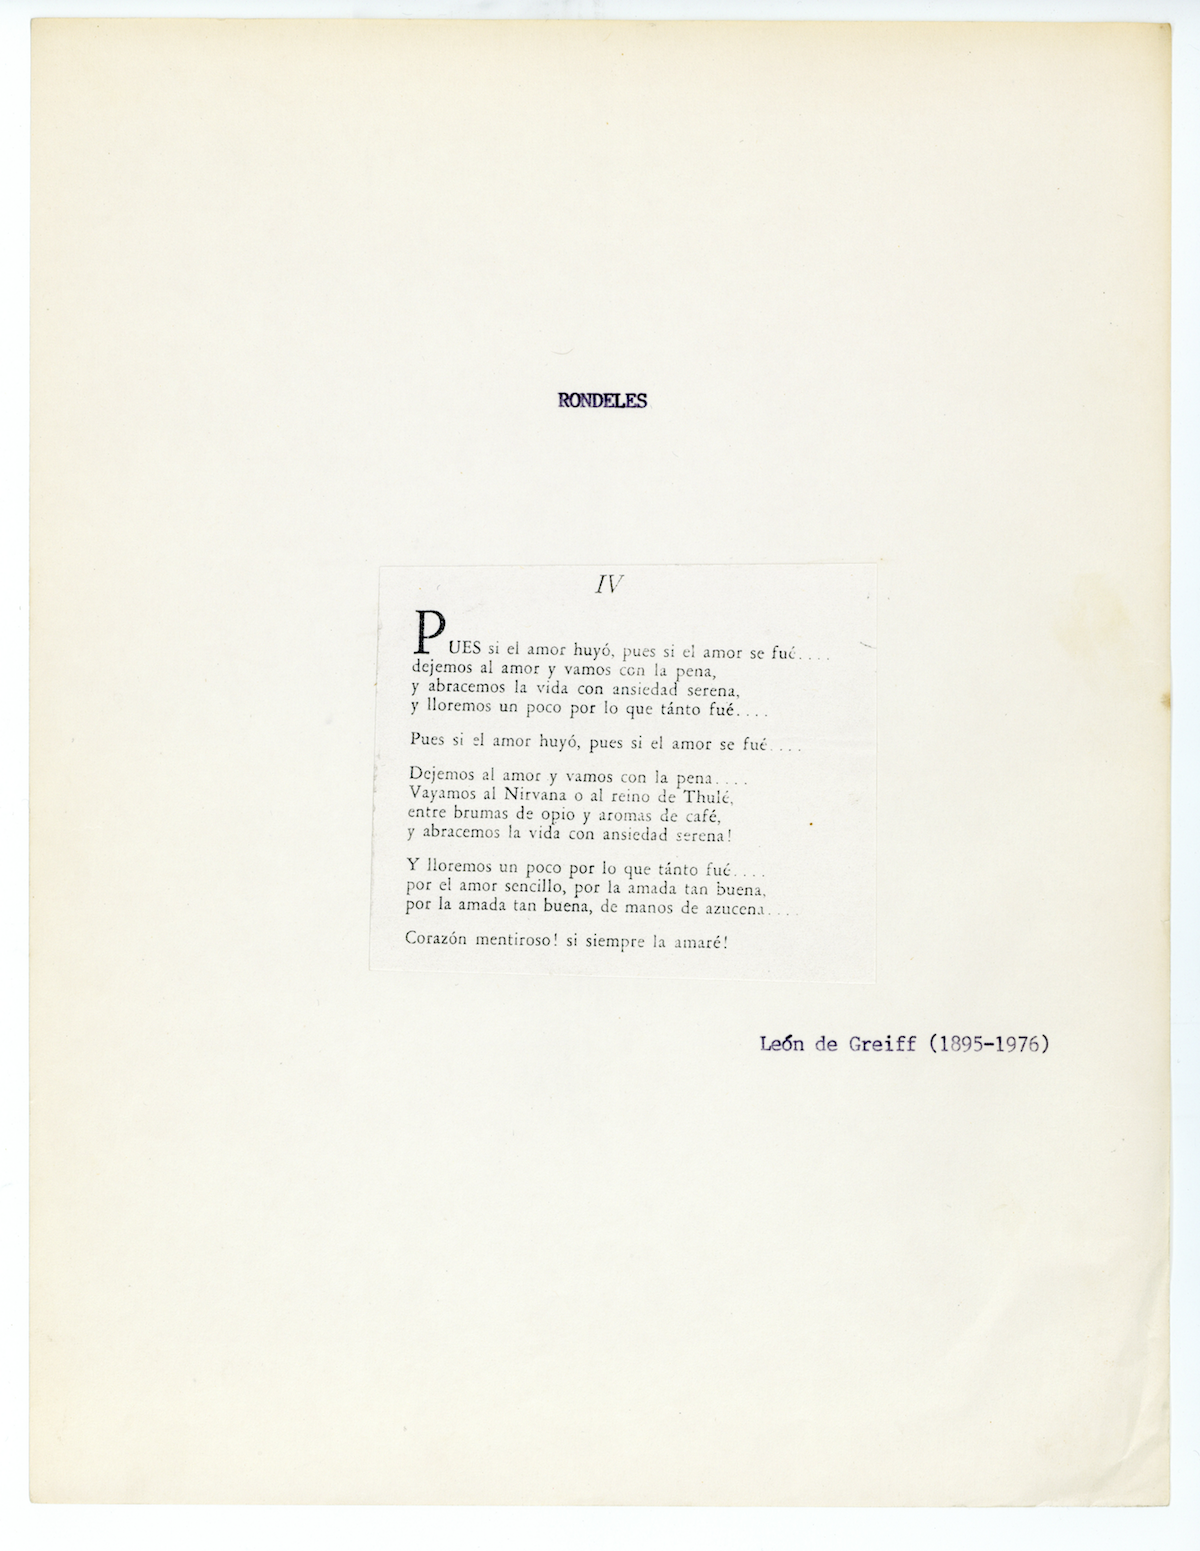 RONDELES
IV
PUES si el amor huyó, pues si el amor se fué....
dejemos al amor y vamos con la pena,
y abracemos la vida con ansiedad serena,
y lloremos un poco por lo que tánto fué....
Pues si el amor huyó, pues si el amor se fué....
Dejemos al amor y vamos con la pena....
Vayamos al Nirvana o al reino de Thulé,
entre brumas de opio y aromas de café,
y abracemos la vida con ansiedad serena!
Y lloremos un poco por lo que tánto fué....
por el amor sencillo, por la amada tan buena,
por la amada tan buena, de manos de azucena....
Corazón mentiroso! si siempre la amaré!
León de Greiff (1895-1976)